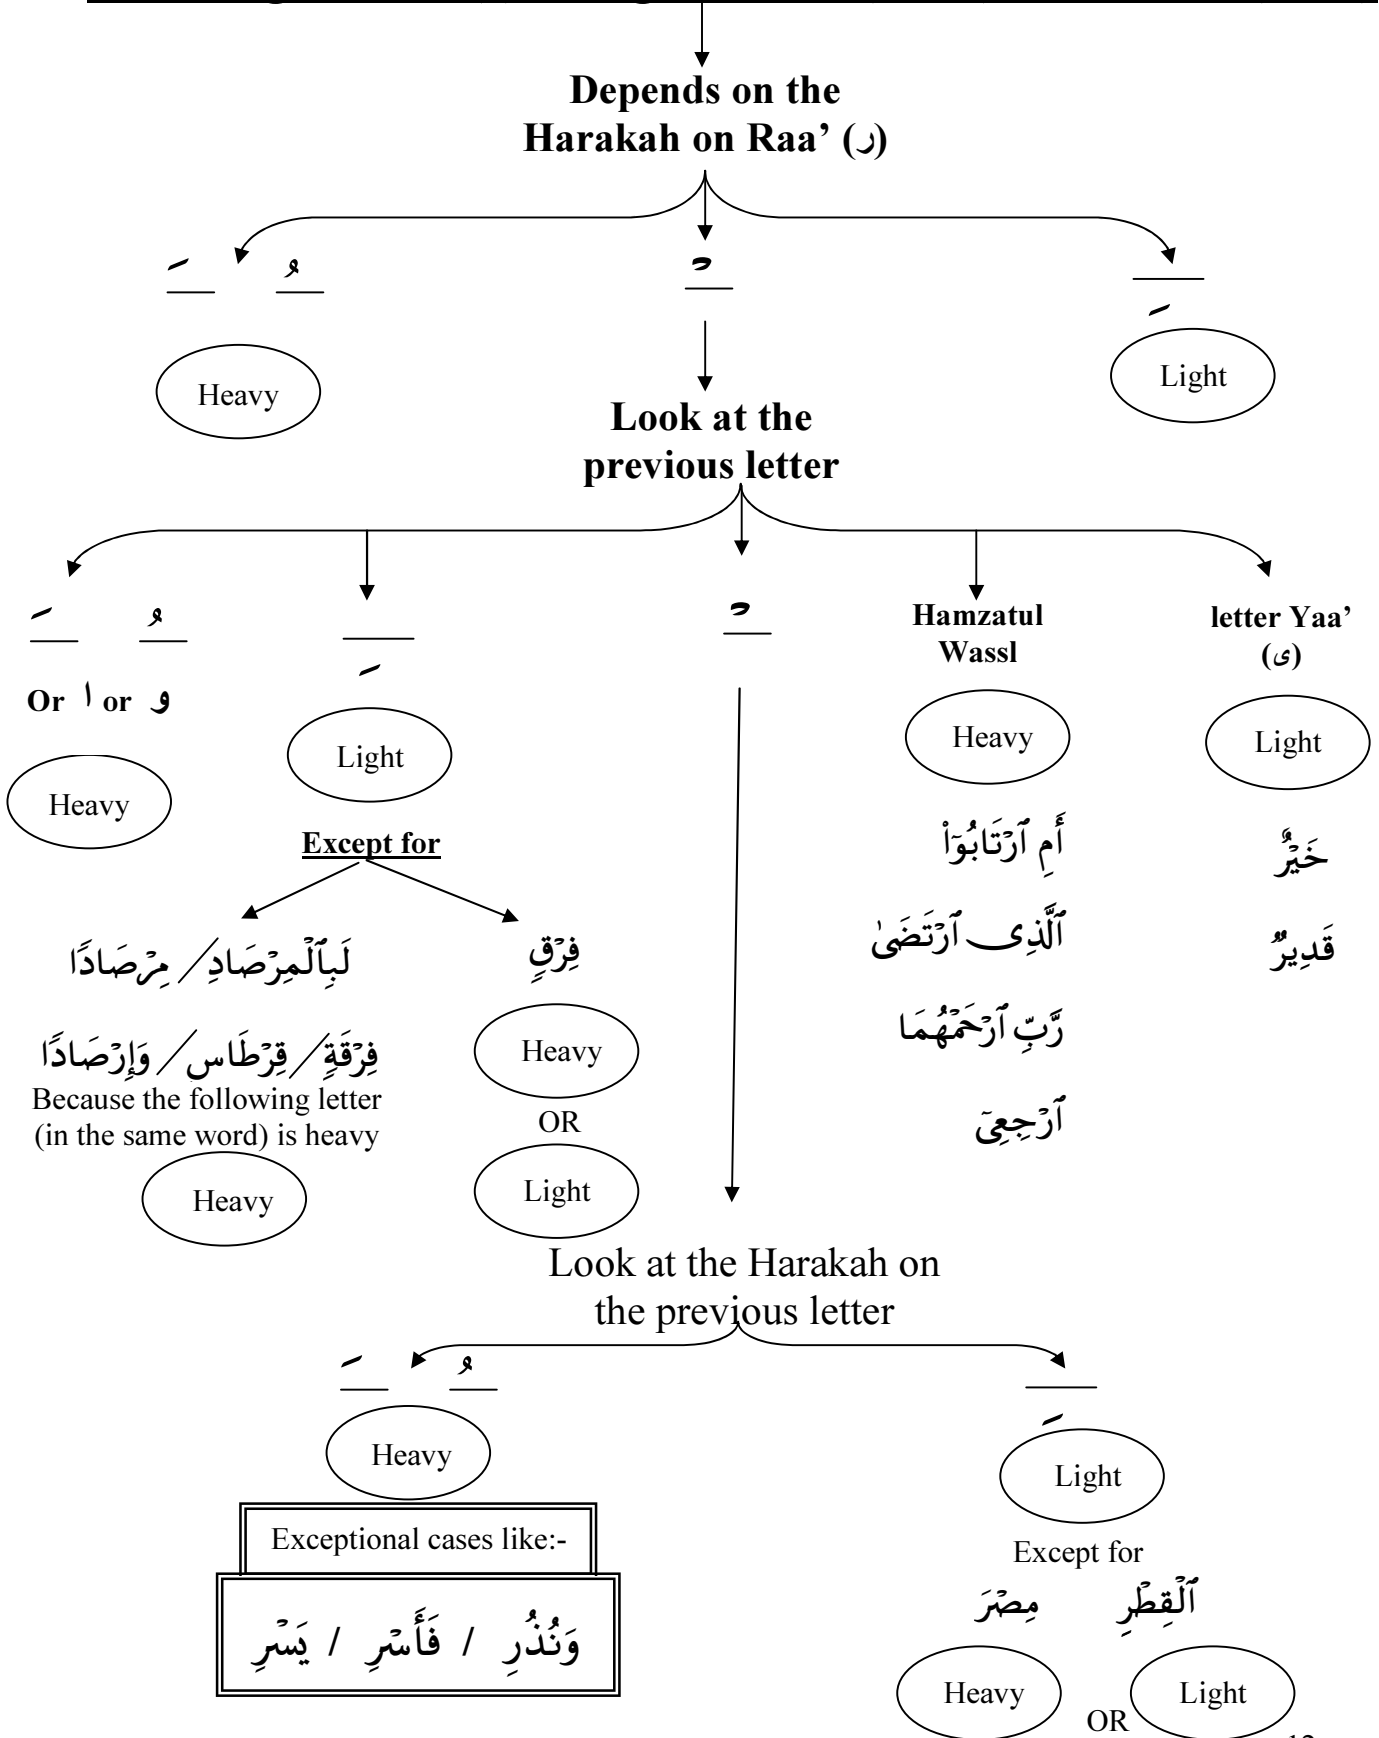 Depends on the
Harakah on Raa’ (ر)
Heavy
Light
Look at the
previous letter
Or ا or و
Heavy
Light
Except for
لَبِٱلْمِرْصَادِ / مِرْصَادًا
فِرْقَةٍ / قِرْطَاس / وَإِرْصَادًا
Because the following letter
(in the same word) is heavy
Heavy
فِرْقٍ
Heavy
OR
Light
Hamzatul
Wassl
Heavy
أَمِ ٱرْتَابُوٓا۟
ٱلَّذِى ٱرْتَضَىٰ
رَّبِّ ٱرْحَمْهُمَا
ٱرْجِعِىٓ
letter Yaa’
(ى)
Light
خَيْرٌ
قَدِيرٌ
Look at the Harakah on
the previous letter
Heavy
Exceptional cases like:-
وَنُذُرِ / فَأَسْرِ / يَسْرِ
Light
Except for
مِصْرَ ٱلْقِطْرِ
Heavy OR Light